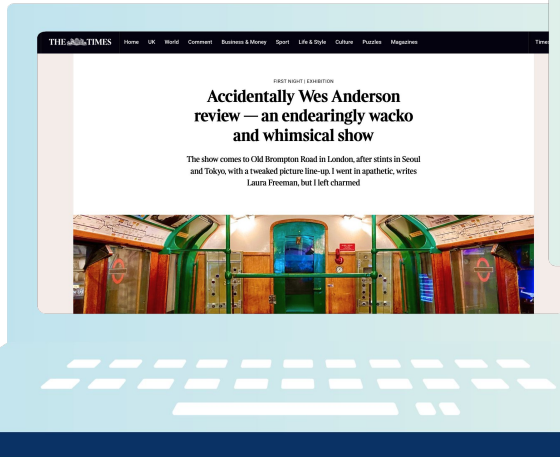 THE TIMES
Home UK World Comment Business & Money Sport Life & Style Culture Puzzles Magazines
Times
FIRST NIGHT | EXHIBITION
Accidentally Wes Anderson
review — an endearingly wacko
and whimsical show
The show comes to Old Brompton Road in London, after stints in Seoul
and Tokyo, with a tweaked picture line-up. I went in apathetic, writes
Laura Freeman, but I left charmed